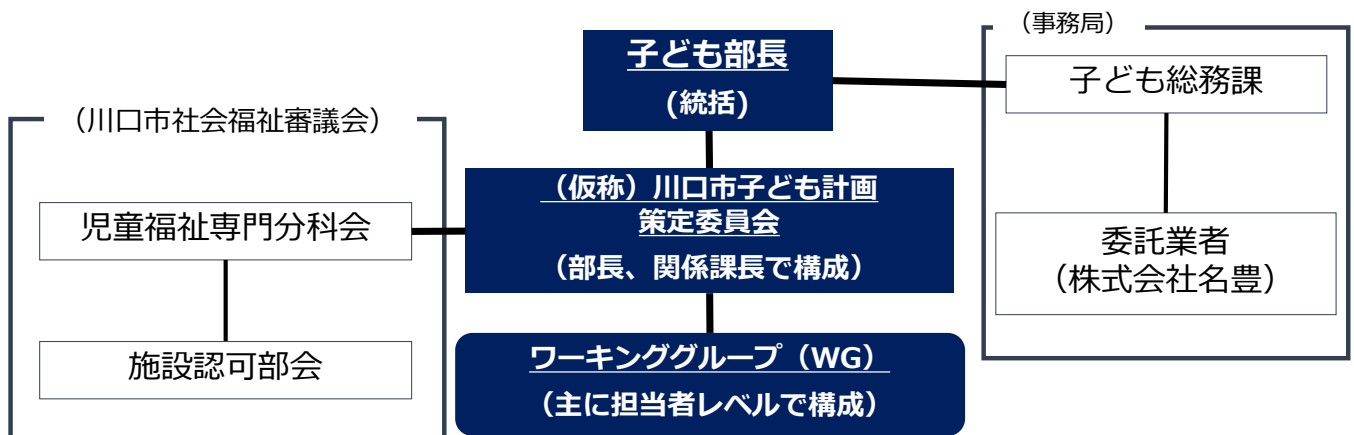 子ども部長
(統括)
（事務局）
子ども総務課
委託業者
（株式会社名豊）
（川口市社会福祉審議会）
児童福祉専門分科会
施設認可部会
（仮称）川口市子ども計画
策定委員会
（部長、関係課長で構成）
ワーキンググループ（WG）
（主に担当者レベルで構成）